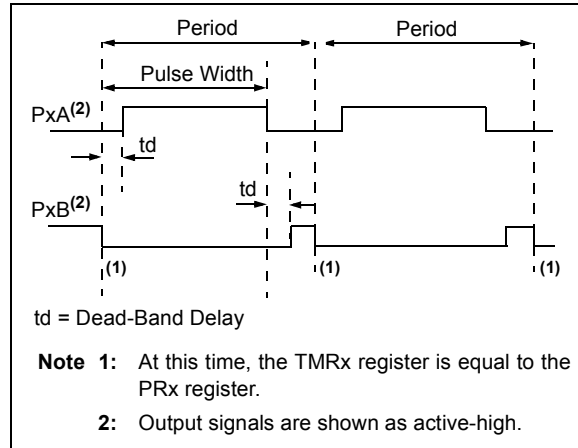 Period Period
Pulse Width
PxA(2)
td
td
PxB(2)
(1) (1) (1)
td = Dead-Band Delay
Note 1: At this time, the TMRx register is equal to the
PRx register.
2: Output signals are shown as active-high.